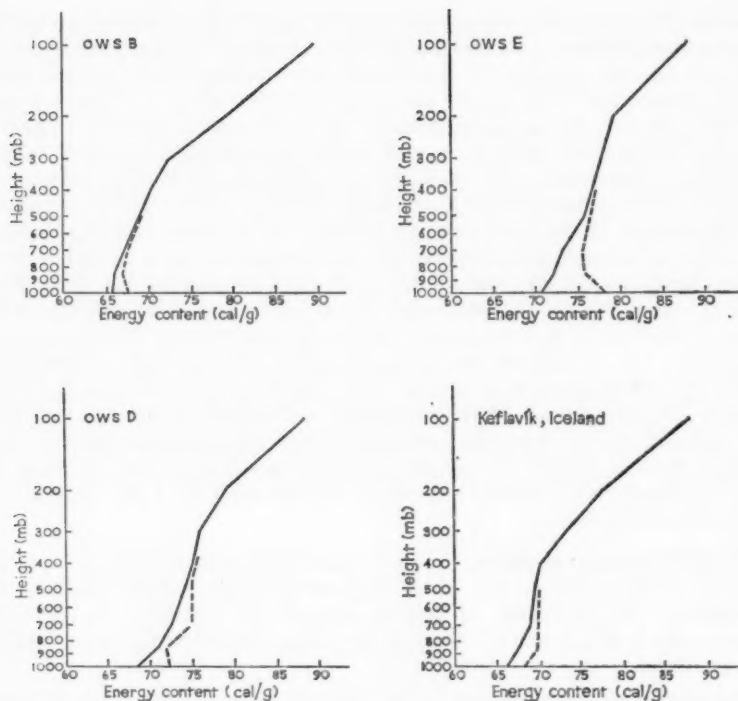 OWS B
100
200
300
400
500
600
700
800
900
1000
Height (mb)
60 65 70 75 80 85 90
Energy content (cal/g)
OWS E
100
200
300
400
500
600
700
800
900
1000
Height (mb)
60 65 70 75 79 85 90
Energy content (cal/g)
OWS D
100
200
300
400
500
600
700
800
900
1000
Height (mb)
60 65 70 75 80 85 90
Energy content (cal/g)
Keflavík, Iceland
100
200
300
400
500
600
700
800
900
1000
Height (mb)
60 65 70 75 80 85 90
Energy content (cal/g)